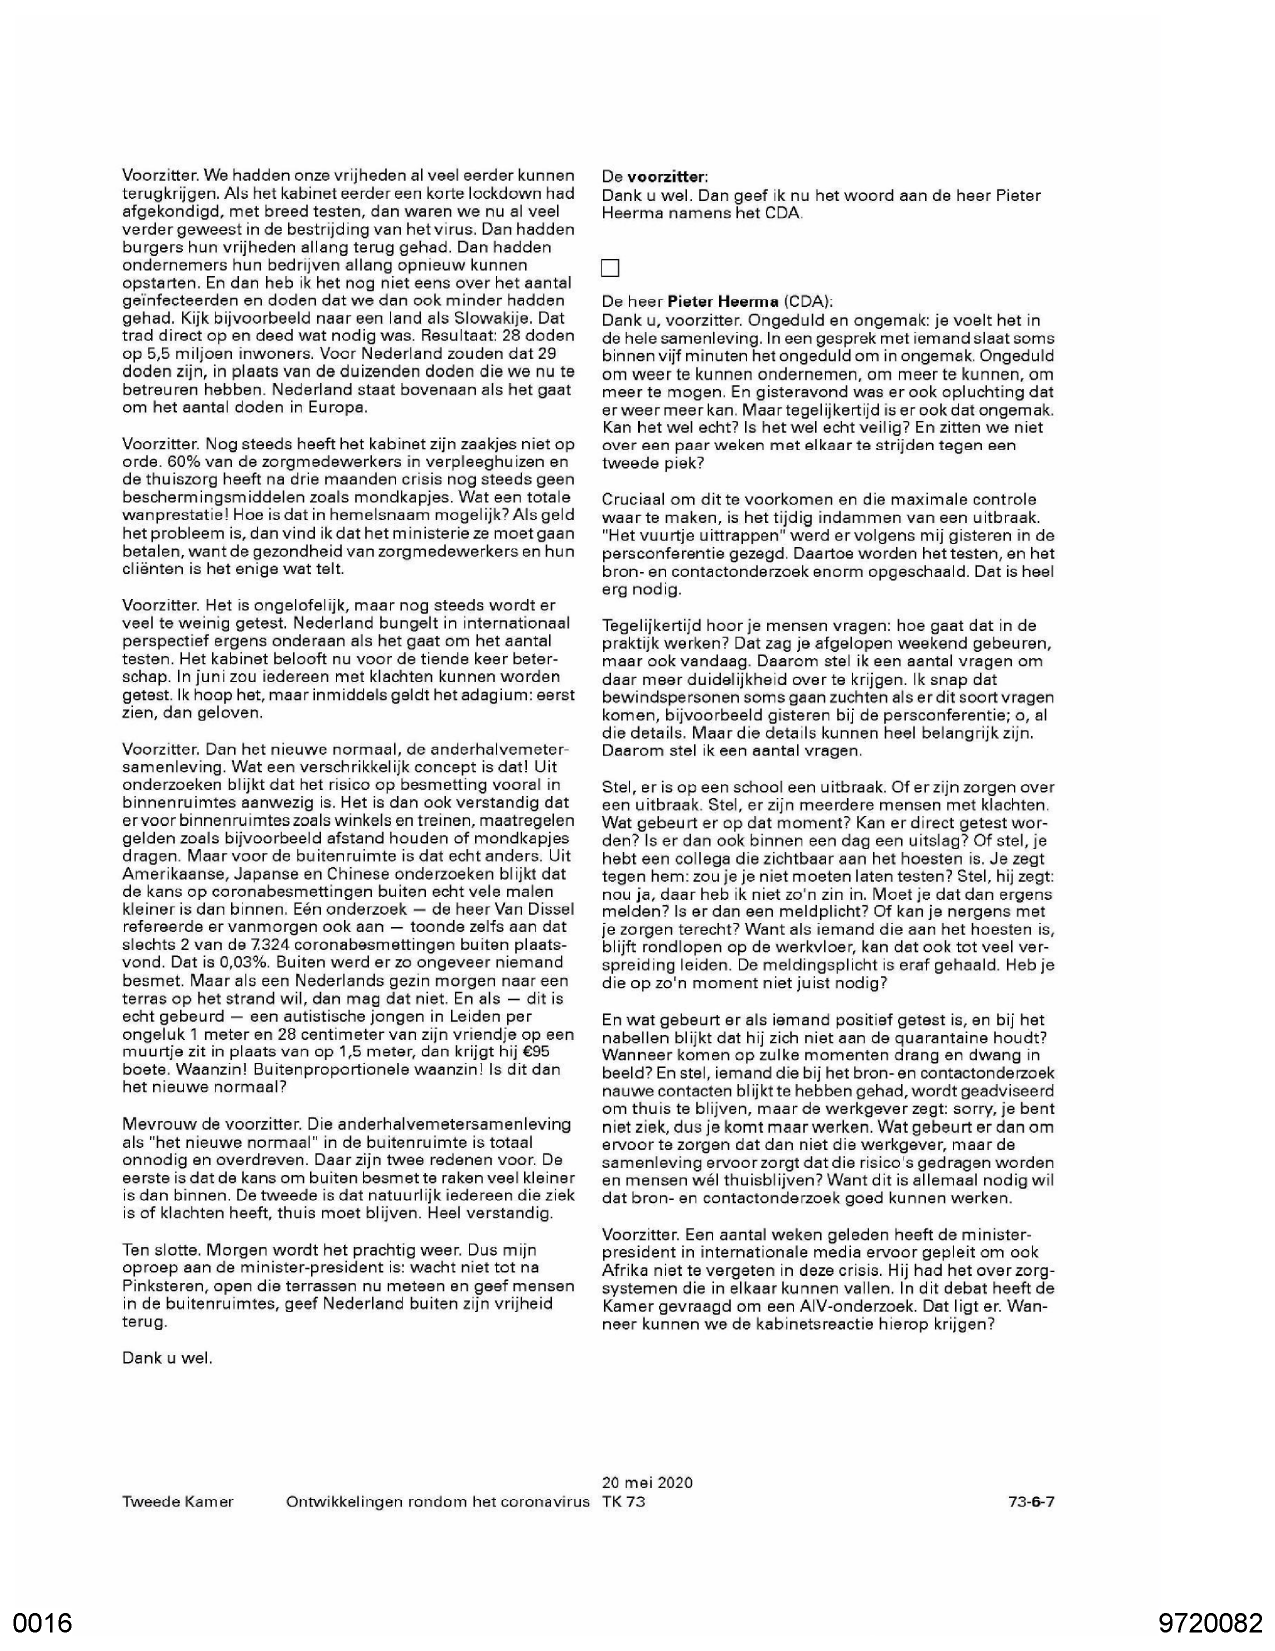 Voorzitter. We hadden onze vrijheden al veel eerder kunnen
terugkrijgen. Als het kabinet eerder een korte lockdown had
afgekondigd, met breed testen, dan waren we nu al veel
verder geweest in de bestrijding van het virus. Dan hadden
burgers hun vrijheden allang terug gehad. Dan hadden
ondernemers hun bedrijven allang opnieuw kunnen
opstarten. En dan heb ik het nog niet eens over het aantal
geïnfecteerden en doden dat we dan ook minder hadden
gehad. Kijk bijvoorbeeld naar een land als Slowakije. Dat
trad direct op en deed wat nodig was. Resultaat: 28 doden
op 5,5 miljoen inwoners. Voor Nederland zouden dat 29
doden zijn, in plaats van de duizenden doden die we nu te
betreuren hebben. Nederland staat bovenaan als het gaat
om het aantal doden in Europa.
Voorzitter. Nog steeds heeft het kabinet zijn zaakjes niet op
orde. 60% van de zorgmedewerkers in verpleeghuizen en
de thuiszorg heeft na drie maanden crisis nog steeds geen
beschermingsmiddelen zoals mondkapjes. Wat een totale
wanprestatie! Hoe is dat in hemelsnaam mogelijk? Als geld
het probleem is, dan vind ik dat het ministerie ze moet gaan
betalen, want de gezondheid van zorgmedewerkers en hun
cliënten is het enige wat telt.
Voorzitter. Het is ongelofelijk, maar nog steeds wordt er
veel te weinig getest. Nederland bungelt in internationaal
perspectief ergens onderaan als het gaat om het aantal
testen. Het kabinet belooft nu voor de tiende keer beter-
schap. In juni zou iedereen met klachten kunnen worden
getest. Ik hoop het, maar inmiddels geldt het adagium: eerst
zien, dan geloven.
Voorzitter. Dan het nieuwe normaal, de anderhalvemeter-
samenleving. Wat een verschrikkelijk concept is dat! Uit
onderzoeken blijkt dat het risico op besmetting vooral in
binnenruimtes aanwezig is. Het is dan ook verstandig dat
er voor binnenruimtes zoals winkels en treinen, maatregelen
gelden zoals bijvoorbeeld afstand houden of mondkapjes
dragen. Maar voor de buitenruimte is dat echt anders. Uit
Amerikaanse, Japanse en Chinese onderzoeken blijkt dat
de kans op coronabesmettingen buiten echt vele malen
kleiner is dan binnen. Eén onderzoek — de heer Van Dissel
refereerde er vanmorgen ook aan — toonde zelfs aan dat
slechts 2 van de 7.324 coronabesmettingen buiten plaats-
vond. Dat is 0,03%. Buiten werd er zo ongeveer niemand
besmet. Maar als een Nederlands gezin morgen naar een
terras op het strand wil, dan mag dat niet. En als — dit is
echt gebeurd — een autistische jongen in Leiden per
ongeluk 1 meter en 28 centimeter van zijn vriendje op een
muurtje zit in plaats van op 1,5 meter, dan krijgt hij €95
boete. Waanzin! Buitenproportionele waanzin! Is dit dan
het nieuwe normaal?
Mevrouw de voorzitter. Die anderhalvemetersamenleving
als "het nieuwe normaal" in de buitenruimte is totaal
onnodig en overdreven. Daar zijn twee redenen voor. De
eerste is dat de kans om buiten besmet te raken veel kleiner
is dan binnen. De tweede is dat natuurlijk iedereen die ziek
is of klachten heeft, thuis moet blijven. Heel verstandig.
Ten slotte. Morgen wordt het prachtig weer. Dus mijn
oproep aan de minister-president is: wacht niet tot na
Pinksteren, open die terrassen nu meteen en geef mensen
in de buitenruimtes, geef Nederland buiten zijn vrijheid
terug.
Dank u wel.
De voorzitter:
Dank u wel. Dan geef ik nu het woord aan de heer Pieter
Heerma namens het CDA.
De heer Pieter Heerma (CDA):
Dank u, voorzitter. Ongeduld en ongemak: je voelt het in
de hele samenleving. In een gesprek met iemand slaat soms
binnen vijf minuten het ongeduld om in ongemak. Ongeduld
om weer te kunnen ondernemen, om meer te kunnen, om
meer te mogen. En gisteravond was er ook opluchting dat
er weer meer kan. Maar tegelijkertijd is er ook dat ongemak.
Kan het wel echt? Is het wel echt veilig? En zitten we niet
over een paar weken met elkaar te strijden tegen een
tweede piek?
Cruciaal om dit te voorkomen en die maximale controle
waar te maken, is het tijdig indammen van een uitbraak.
"Het vuurtje uittrappen" werd er volgens mij gisteren in de
persconferentie gezegd. Daartoe worden het testen, en het
bron- en contactonderzoek enorm opgeschaald. Dat is heel
erg nodig.
Tegelijkertijd hoor je mensen vragen: hoe gaat dat in de
praktijk werken? Dat zag je afgelopen weekend gebeuren,
maar ook vandaag. Daarom stel ik een aantal vragen om
daar meer duidelijkheid over te krijgen. Ik snap dat
bewindspersonen soms gaan zuchten als er dit soort vragen
komen, bijvoorbeeld gisteren bij de persconferentie; o, al
die details. Maar die details kunnen heel belangrijk zijn.
Daarom stel ik een aantal vragen.
Stel, er is op een school een uitbraak. Of er zijn zorgen over
een uitbraak. Stel, er zijn meerdere mensen met klachten.
Wat gebeurt er op dat moment? Kan er direct getest wor-
den? Is er dan ook binnen een dag een uitslag? Of stel, je
hebt een collega die zichtbaar aan het hoesten is. Je zegt
tegen hem: zou je je niet moeten laten testen? Stel, hij zegt:
nou ja, daar heb ik niet zo'n zin in. Moet je dat dan ergens
melden? Is er dan een meldplicht? Of kan je nergens met
je zorgen terecht? Want als iemand die aan het hoesten is,
blijft rondlopen op de werkvloer, kan dat ook tot veel ver-
spreiding leiden. De meldingsplicht is eraf gehaald. Heb je
die op zo'n moment niet juist nodig?
En wat gebeurt er als iemand positief getest is, en bij het
nabellen blijkt dat hij zich niet aan de quarantaine houdt?
Wanneer komen op zulke momenten drang en dwang in
beeld? En stel, iemand die bij het bron- en contactonderzoek
nauwe contacten blijkt te hebben gehad, wordt geadviseerd
om thuis te blijven, maar de werkgever zegt: sorry, je bent
niet ziek, dus je komt maar werken. Wat gebeurt er dan om
ervoor te zorgen dat dan niet die werkgever, maar de
samenleving ervoor zorgt dat die risico's gedragen worden
en mensen wél thuisblijven? Want dit is allemaal nodig wil
dat bron- en contactonderzoek goed kunnen werken.
Voorzitter. Een aantal weken geleden heeft de minister-
president in internationale media ervoor gepleit om ook
Afrika niet te vergeten in deze crisis. Hij had het over zorg-
systemen die in elkaar kunnen vallen. In dit debat heeft de
Kamer gevraagd om een AIV-onderzoek. Dat ligt er. Wan-
neer kunnen we de kabinetsreactie hierop krijgen?
20 mei 2020
Tweede Kamer Ontwikkelingen rondom het coronavirus TK 73 73-6-7
0016 9720082